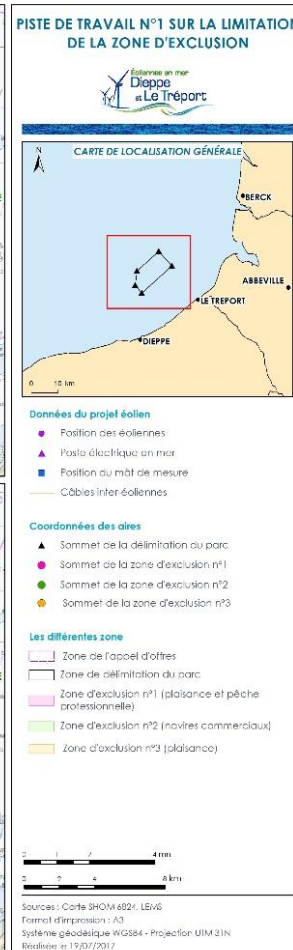 PISTE DE TRAVAIL N°1 SUR LA LIMITATION
DE LA ZONE D'EXCLUSION
Éoliennes en mer
Dieppe
et Le Tréport
N
CARTE DE LOCALISATION GÉNÉRALE
BERCK
ABBEVILLE
LE TREPORT
DIEPPE
0 10 km
Données du projet éolien
Position des éoliennes
Poste électrique en mer
Position du mât de mesure
Câbles inter-éoliennes
Coordonnées des aires
Sommet de la délimitation du parc
Sommet de la zone d'exclusion n°1
Sommet de la zone d'exclusion n°2
Sommet de la zone d'exclusion n°3
Les différentes zone
Zone de l'appel d'offres
Zone de délimitation du parc
Zone d'exclusion n°1 (plaisance et pêche
professionnelle)
Zone d'exclusion n°2 (navires commerciaux)
Zone d'exclusion n°3 (plaisance)
0 1 2 4 mn
0 2 4 8 km
Sources : Carte SHOM 6824, LEMS
Format d'impression : A3
Système géodésique WGS84 - Projection UTM 31N
Réalisée le 19/07/2017